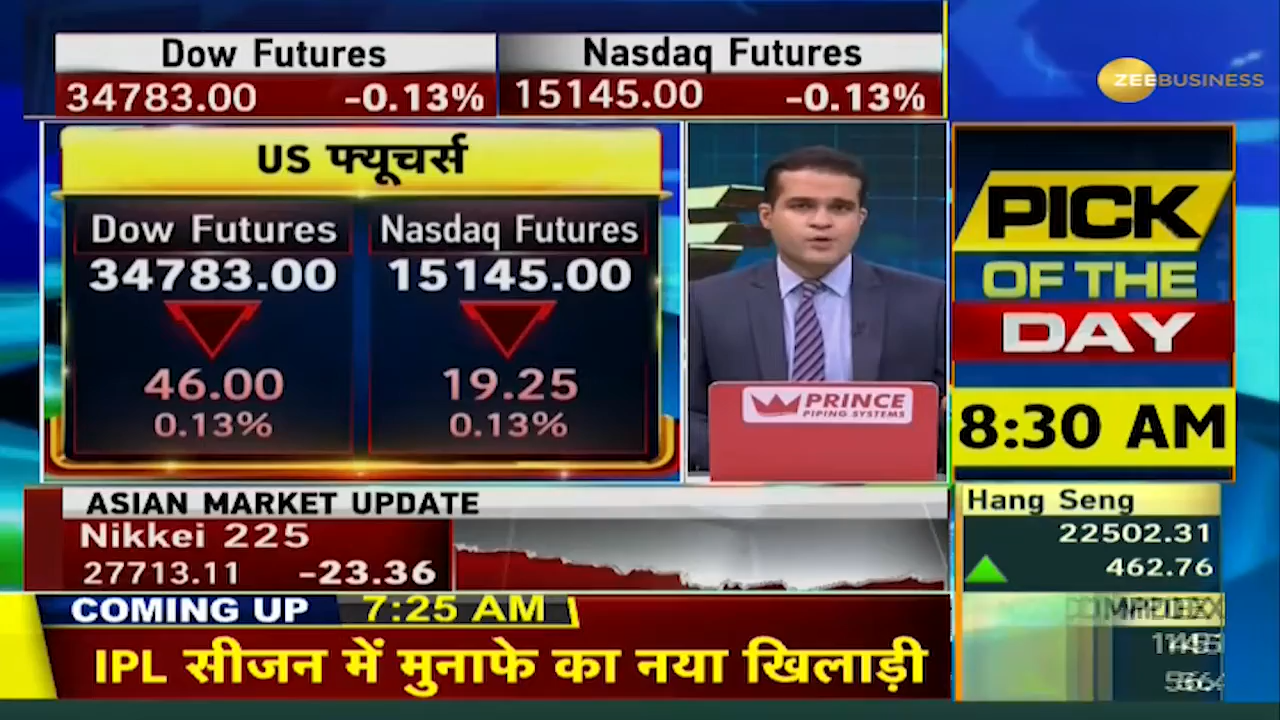 Dow Futures
34783.00 -0.13%
Nasdaq Futures
15145.00 -0.13%
ZEEBUSINESS
US फ्यूचर्स
Dow Futures
34783.00
46.00
0.13%
Nasdaq Futures
15145.00
19.25
0.13%
PRINCE
PIPING SYSTEMS
PICK
OF THE
DAY
8:30 AM
ASIAN MARKET UPDATE
Nikkei 225
27713.11 -23.36
Hang Seng
22502.31
462.76
COMING UP 7:25 AM
IPL सीजन में मुनाफे का नया खिलाड़ी